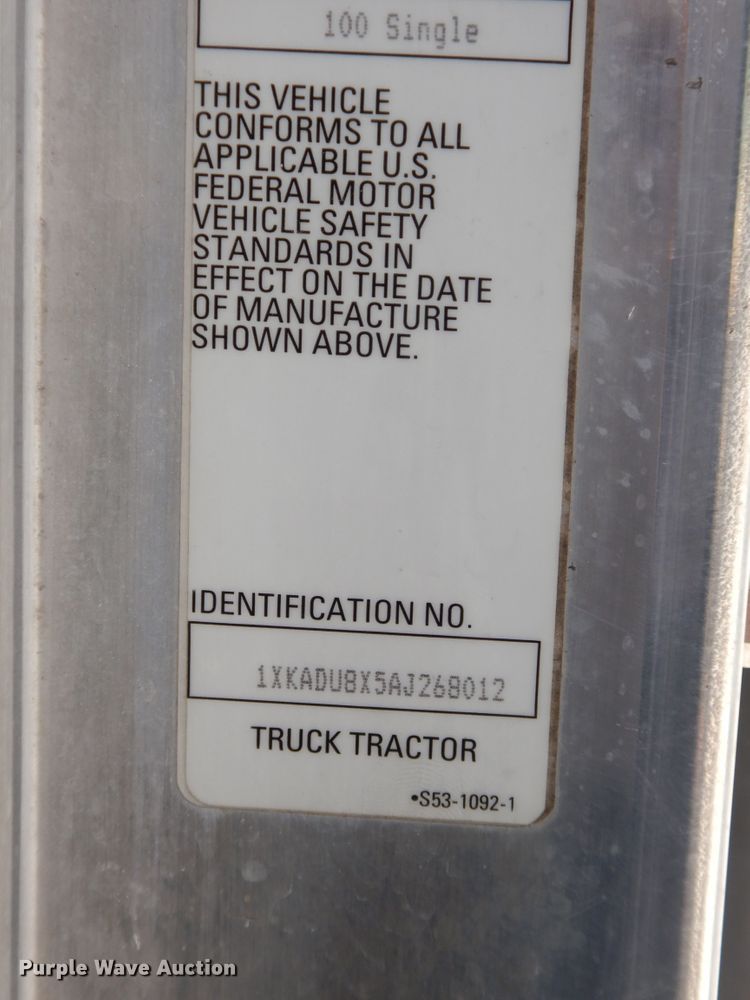 100 Single
THIS VEHICLE
CONFORMS TO ALL
APPLICABLE U.S.
FEDERAL MOTOR
VEHICLE SAFETY
STANDARDS IN
EFFECT ON THE DATE
OF MANUFACTURE
SHOWN ABOVE.
IDENTIFICATION NO.
1XKADU8X5AJ268012
TRUCK TRACTOR
•S53-1092-1
Purple Wave Auction